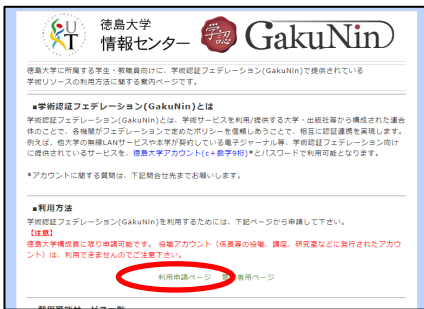 徳島大学
情報センター
学認
GakuNin
徳島大学に所属する学生・教職員向けに、学術認証フェデレーション(GakuNin)で提供されている
学術リソースの利用方法に関する案内ページです。
■学術認証フェデレーション(GakuNin)とは
学術認証フェデレーション(GakuNin)とは、学術サービスを利用/提供する大学・出版社等から構成された連合
体のことで、各機関がフェデレーションで定めたポリシーを信頼しあうことで、相互に認証連携を実現します。
例えば、他大学の無線LANサービスや本学が契約している電子ジャーナル等、学術認証フェデレーション向け
に提供されているサービスを、徳島大学アカウント(c+数字9桁)*とパスワードで利用可能となります。
*アカウントに関する質問は、下記問合せ先までお願いします。
■利用方法
学術認証フェデレーション(GakuNin)を利用するためには、下記ページから申請して下さい。
【注意】
徳島大学構成員に限り申請可能です。 役職アカウント（係長等の役職、講座、研究室などに発行されたアカウ
ント）は、利用できませんのでご注意下さい。
利用申請ページ 管 者用ページ